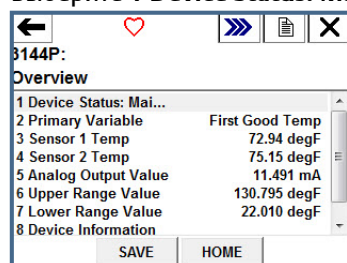 3144P:
Overview
1 Device Status: Mai...
2 Primary Variable First Good Temp
3 Sensor 1 Temp 72.94 degF
4 Sensor 2 Temp 75.15 degF
5 Analog Output Value 11.491 mA
6 Upper Range Value 130.795 degF
7 Lower Range Value 22.010 degF
8 Device Information
SAVE HOME